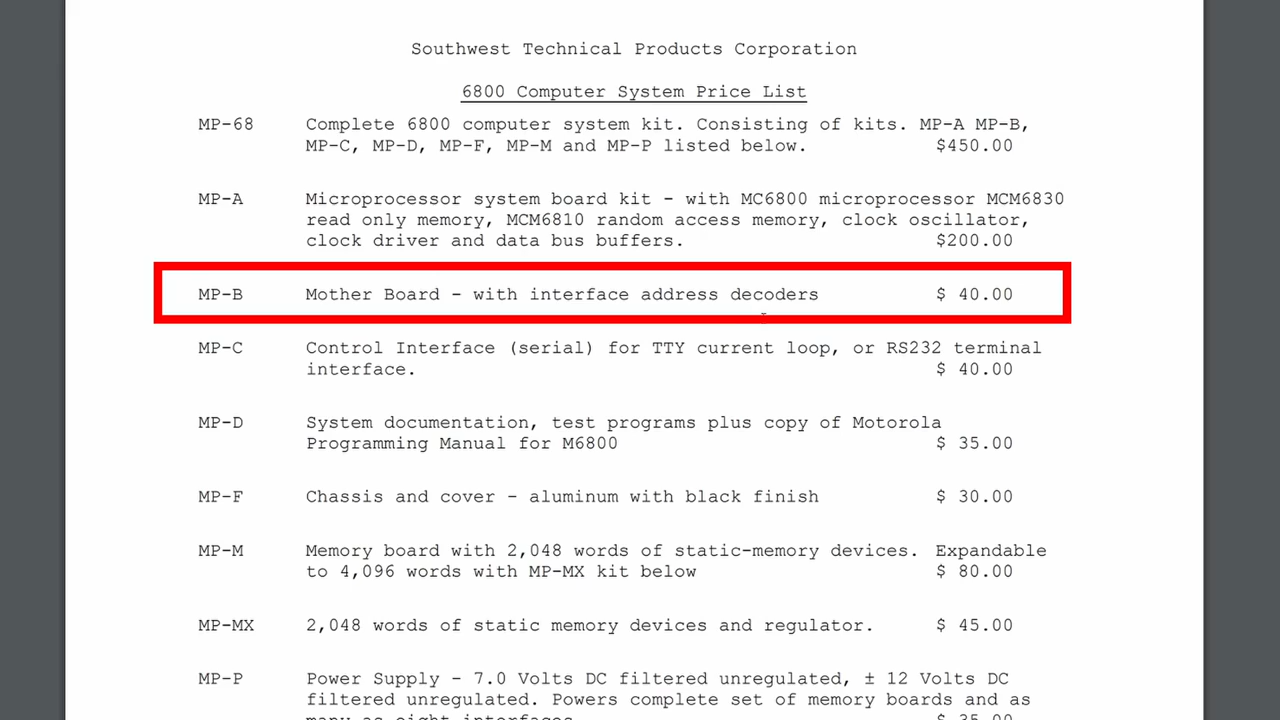 Southwest Technical Products Corporation
6800 Computer System Price List
MP-68 Complete 6800 computer system kit. Consisting of kits. MP-A MP-B,
MP-C, MP-D, MP-F, MP-M and MP-P listed below. $450.00
MP-A Microprocessor system board kit - with MC6800 microprocessor MCM6830
read only memory, MCM6810 random access memory, clock oscillator,
clock driver and data bus buffers. $200.00
MP-B Mother Board - with interface address decoders $ 40.00
MP-C Control Interface (serial) for TTY current loop, or RS232 terminal
interface. $ 40.00
MP-D System documentation, test programs plus copy of Motorola
Programming Manual for M6800 $ 35.00
MP-F Chassis and cover - aluminum with black finish $ 30.00
MP-M Memory board with 2,048 words of static-memory devices. Expandable
to 4,096 words with MP-MX kit below $ 80.00
MP-MX 2,048 words of static memory devices and regulator. $ 45.00
MP-P Power Supply - 7.0 Volts DC filtered unregulated, ± 12 Volts DC
filtered unregulated. Powers complete set of memory boards and as
many as eight interfaces. $ 35.00